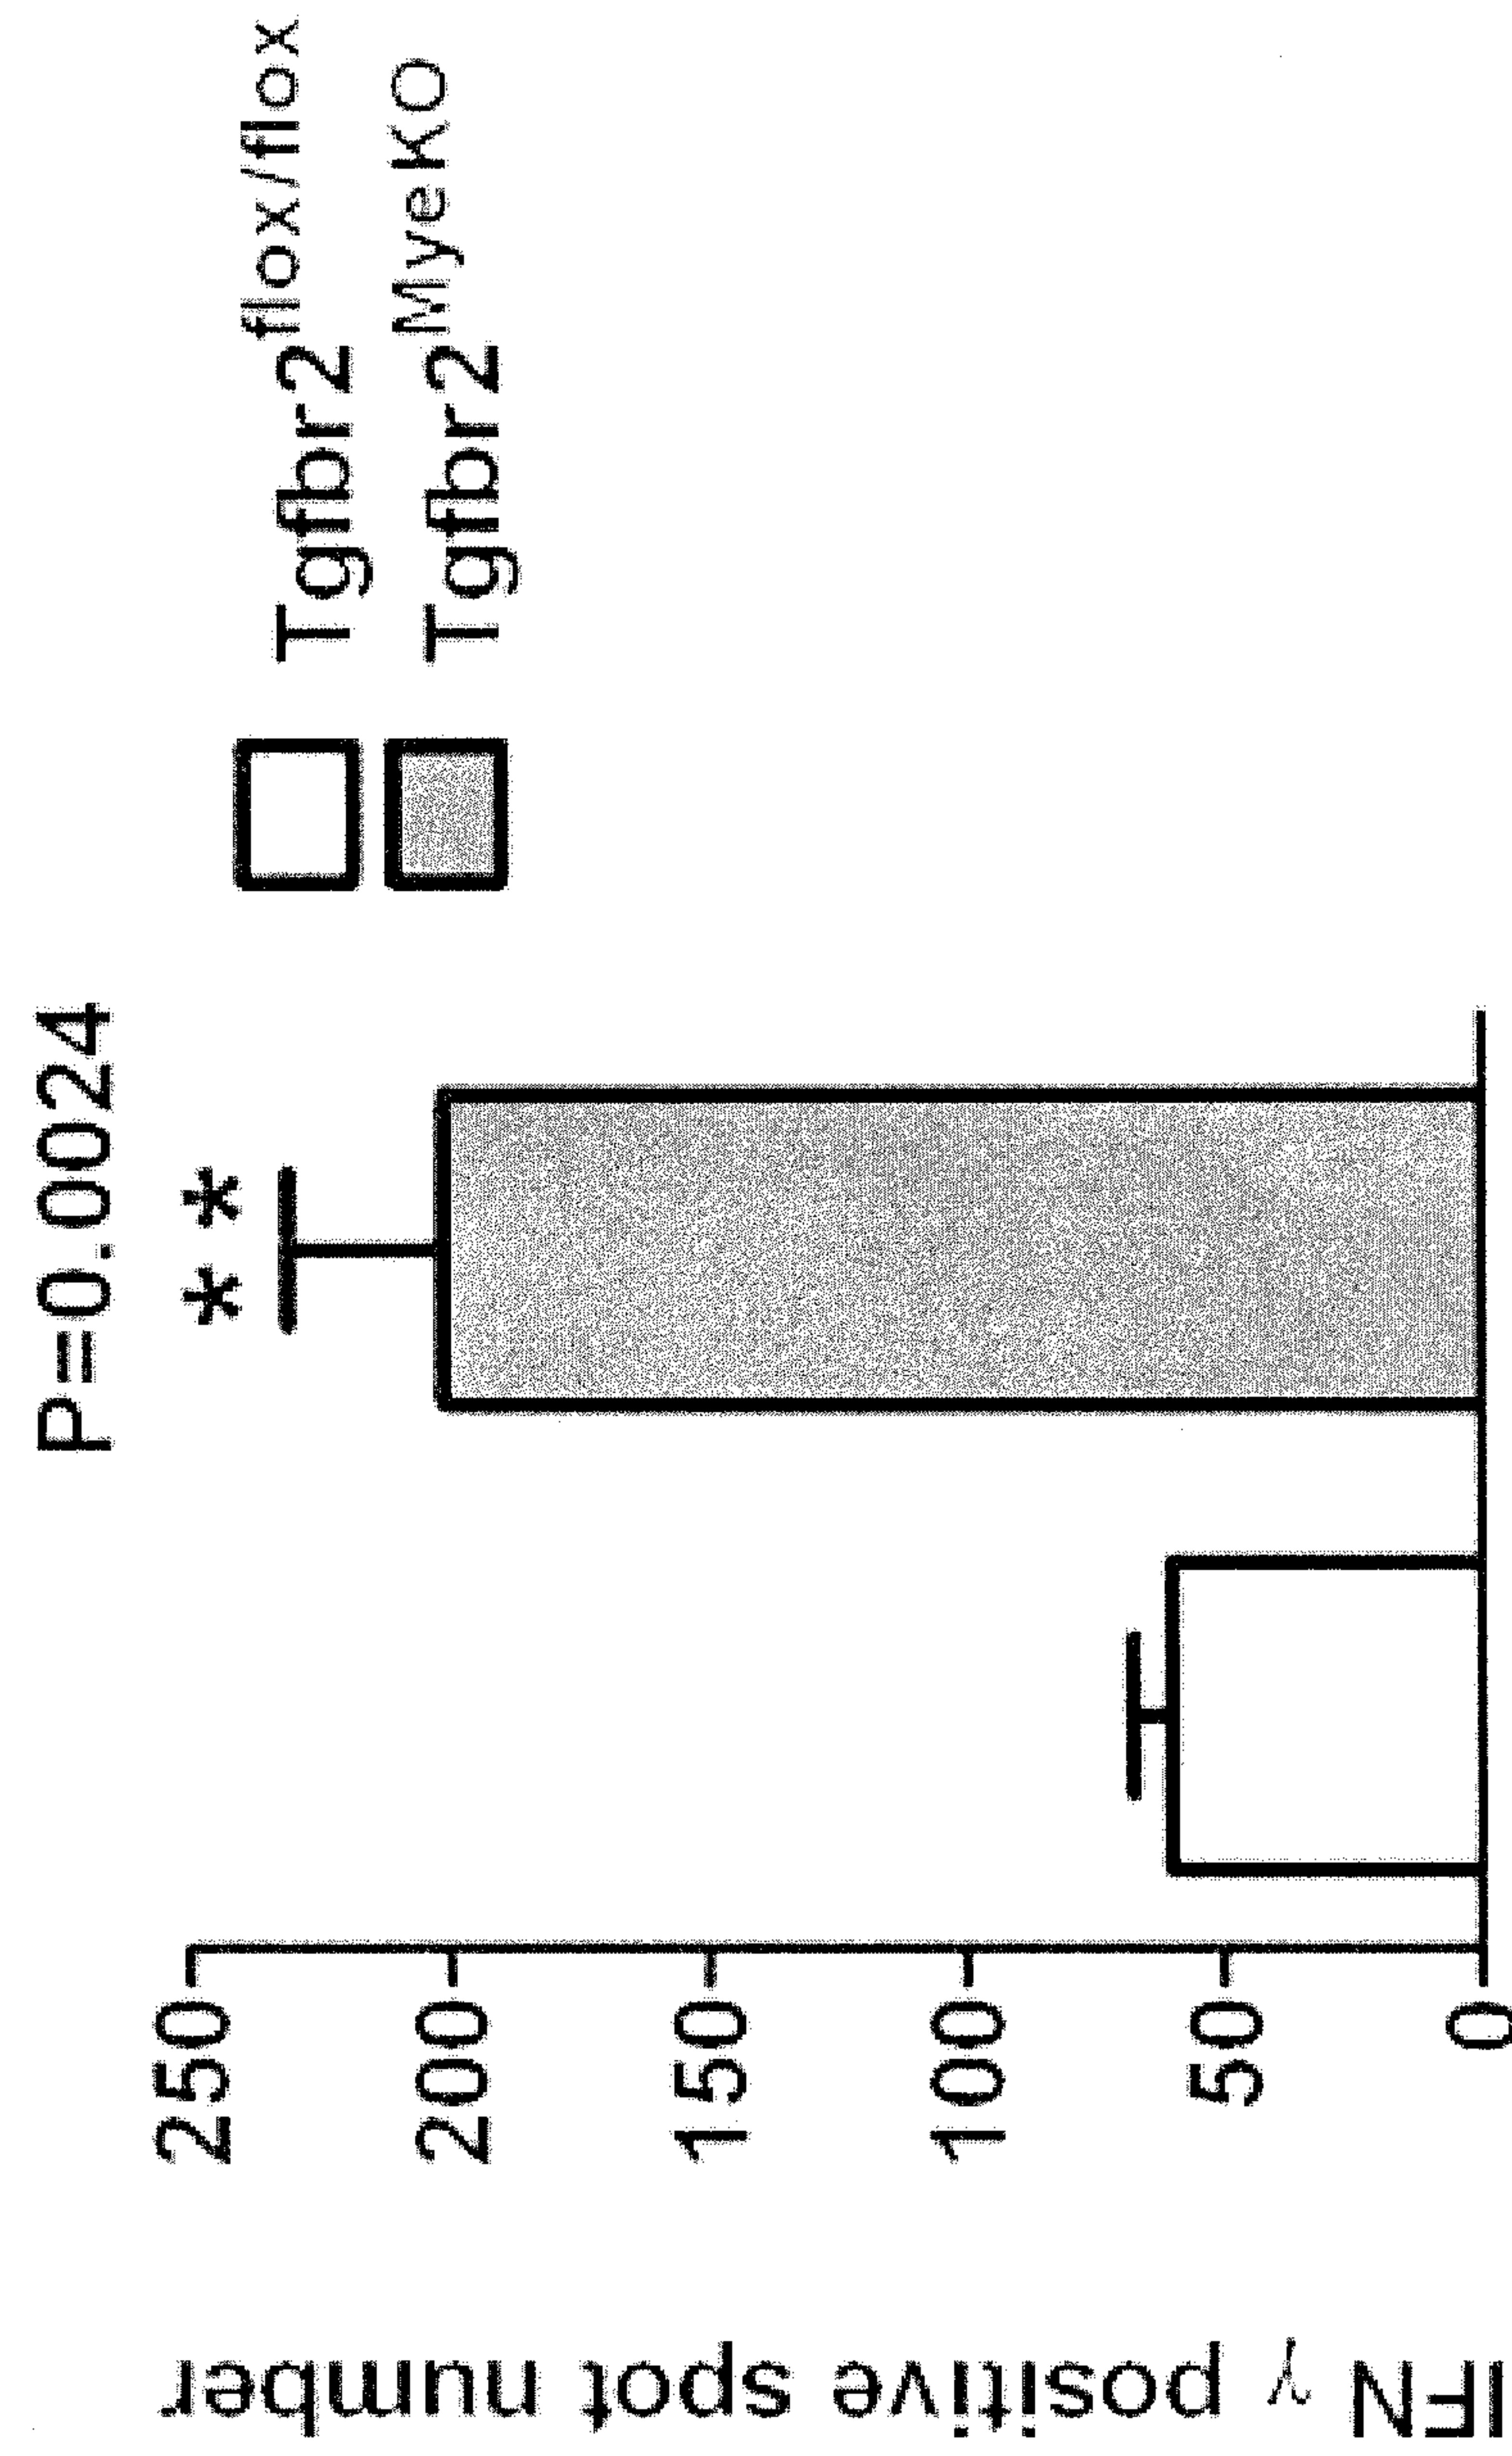 P=0.0024
**
Tgfbr2flox/flox
Tgfbr2MyeKO
250
200
150
100
50
0
IFN γ positive spot number